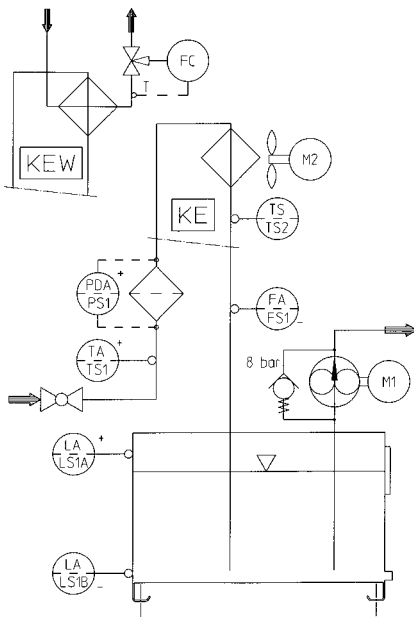 FC
T
KEW
M2
KE
TS
TS2
PDA
PS1
+
FA
FS1
–
TA
TS1
+
8 bar
M1
LA
LS1A
+
LA
LS1B
–